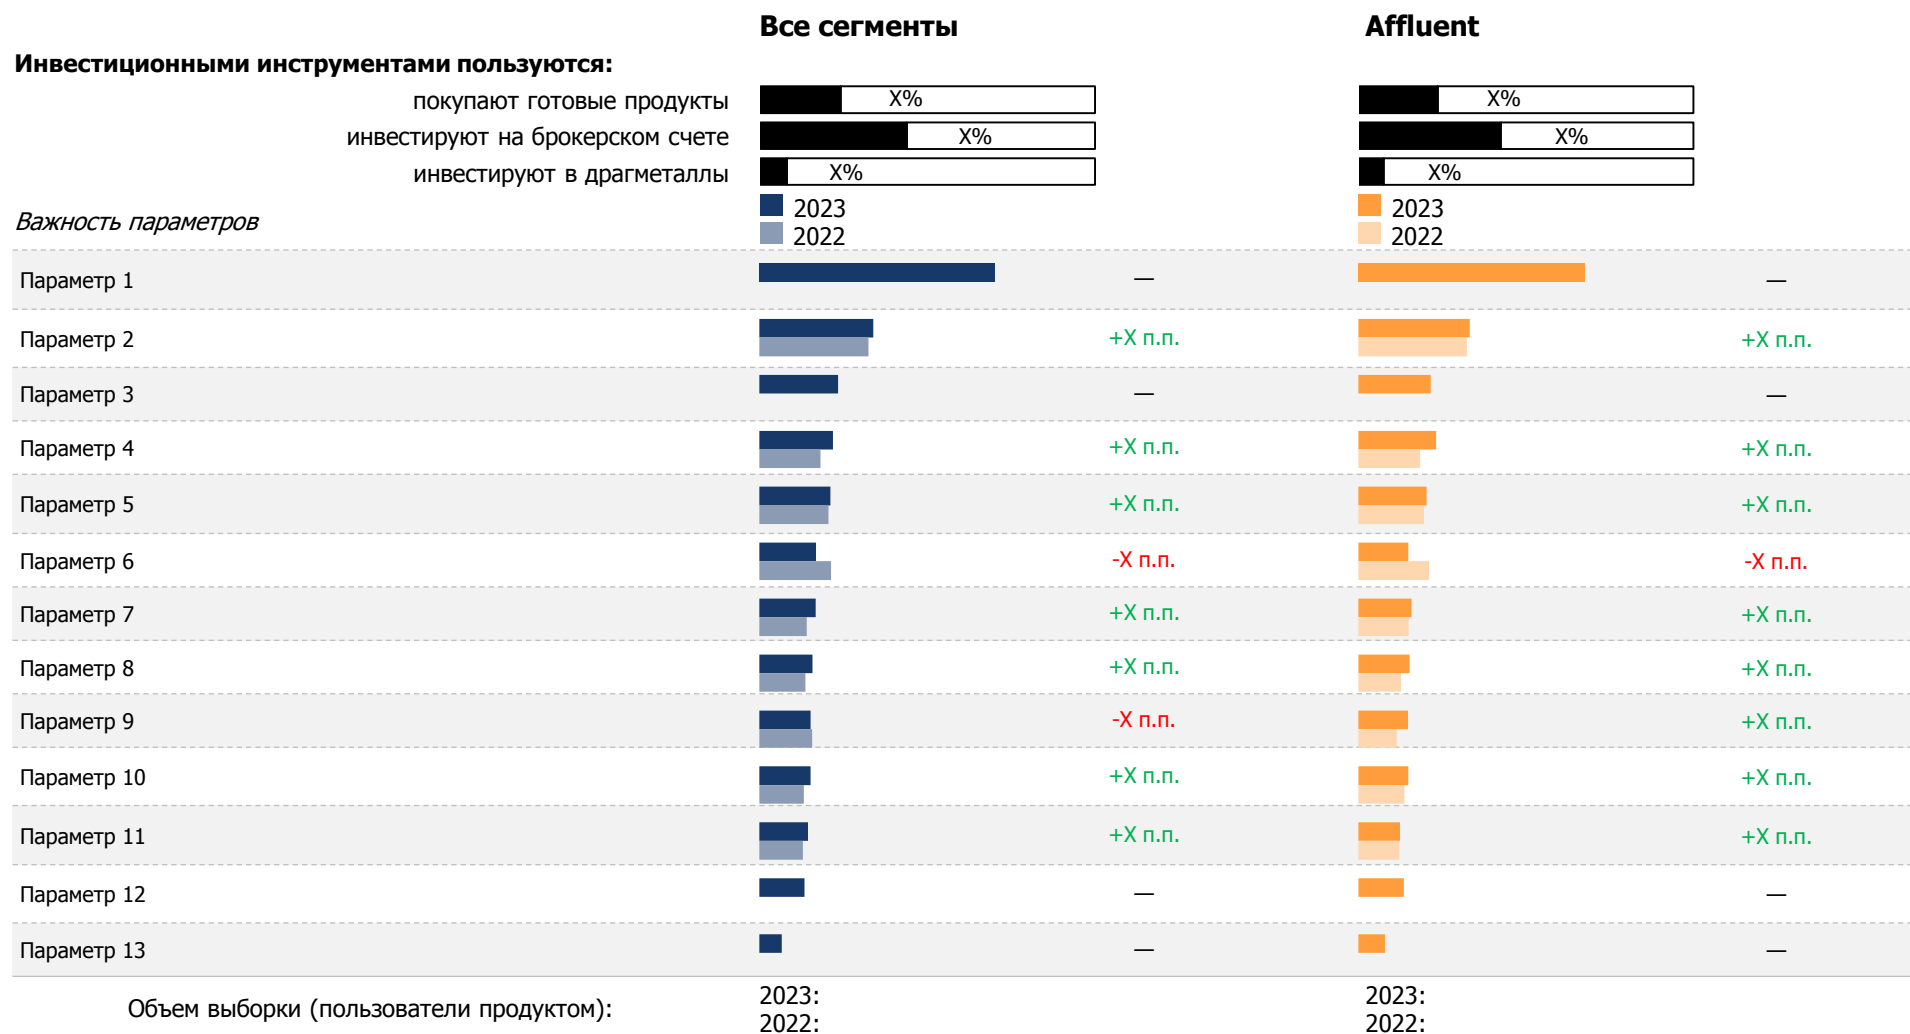 Все сегменты Affluent
Инвестиционными инструментами пользуются:
покупают готовые продукты X% X%
инвестируют на брокерском счете X% X%
инвестируют в драгметаллы X% X%
2023 2023
Важность параметров
2022 2022
Параметр 1 — —
Параметр 2 +X п.п. +X п.п.
Параметр 3 — —
Параметр 4 +X п.п. +X п.п.
Параметр 5 +X п.п. +X п.п.
Параметр 6 -X п.п. -X п.п.
Параметр 7 +X п.п. +X п.п.
Параметр 8 +X п.п. +X п.п.
Параметр 9 -X п.п. +X п.п.
Параметр 10 +X п.п. +X п.п.
Параметр 11 +X п.п. +X п.п.
Параметр 12 — —
Параметр 13 — —
Объем выборки (пользователи продуктом):
2023: 2023:
2022: 2022: